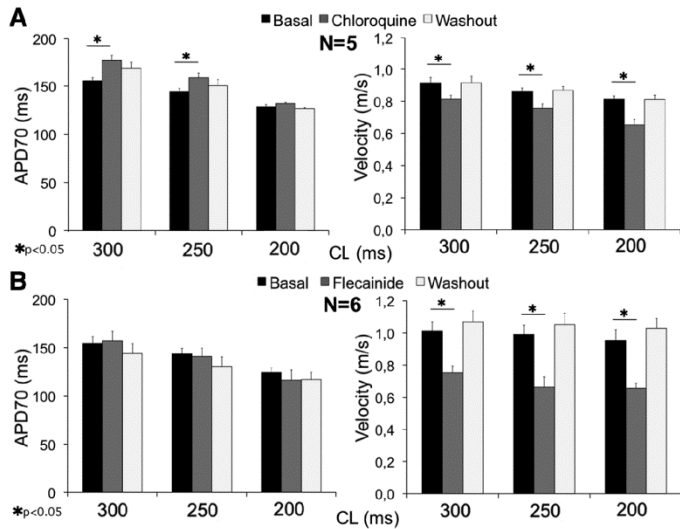 A
Basal Chloroquine Washout
N=5
APD70 (ms)
200
150
100
50
0
300 250 200
*p<0.05
Velocity (m/s)
1,2
1,0
0,8
0,6
0,4
0,2
0,0
300 250 200
CL (ms)
* * * * *
B
Basal Flecainide Washout
N=6
APD70 (ms)
200
150
100
50
0
300 250 200
*p<0.05
Velocity (m/s)
1,2
1,0
0,8
0,6
0,4
0,2
0,0
300 250 200
CL (ms)
* * *